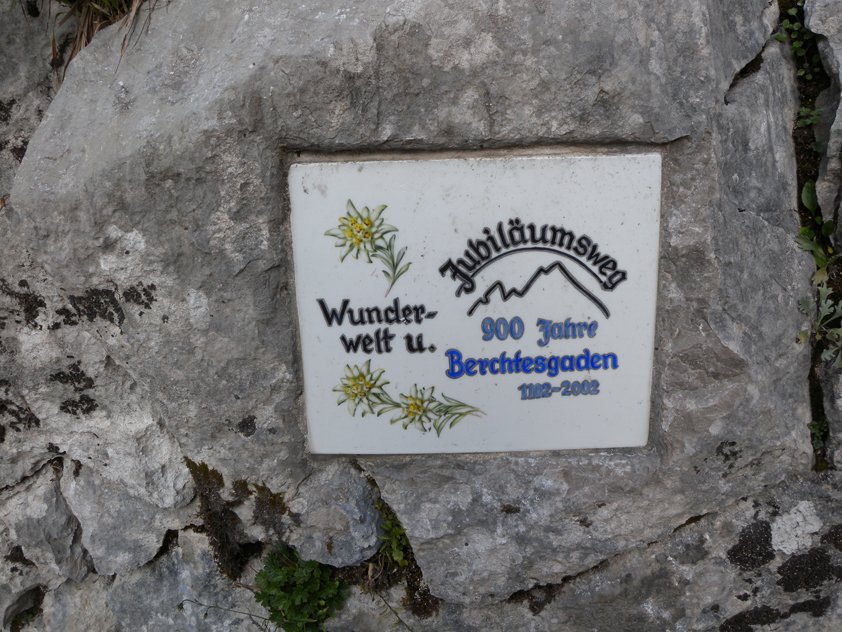 Wunder-
welt u.
Jubiläumsweg
900 Jahre
Berchtesgaden
1102-2002